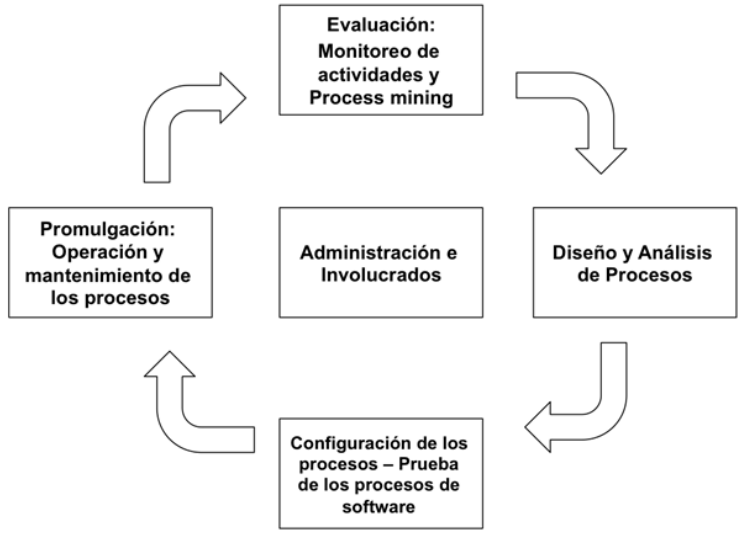 Evaluación:
Monitoreo de
actividades y
Process mining
Promulgación:
Operación y
mantenimiento de
los procesos
Administración e
Involucrados
Diseño y Análisis
de Procesos
Configuración de los
procesos – Prueba
de los procesos de
software